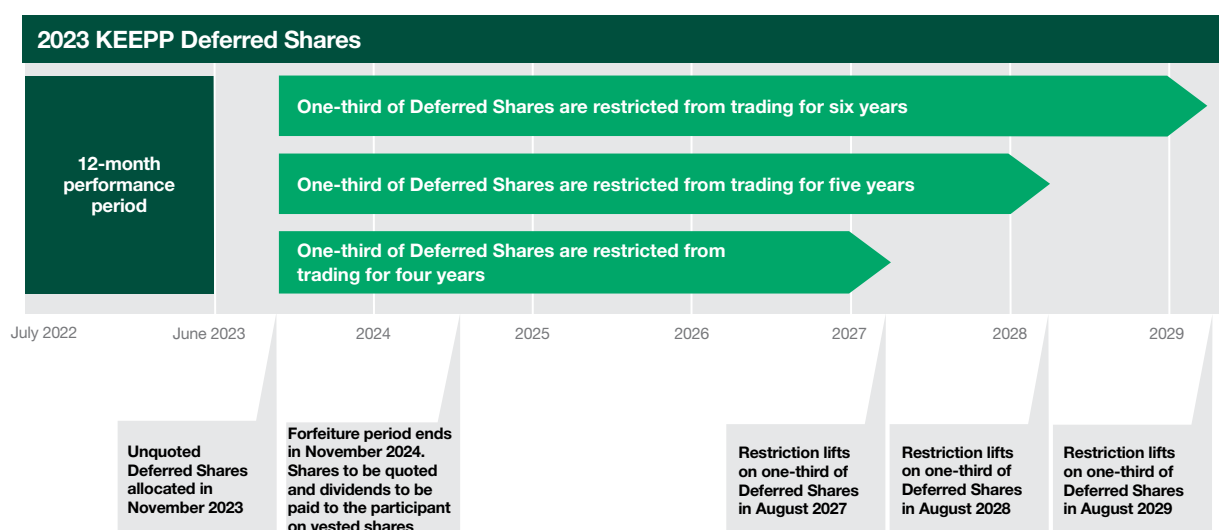 2023 KEEPP Deferred Shares
12-month
performance
period
One-third of Deferred Shares are restricted from trading for six years
One-third of Deferred Shares are restricted from trading for five years
One-third of Deferred Shares are restricted from
trading for four years
July 2022
June 2023
2024
2025
2026
2027
2028
2029
Unquoted
Deferred Shares
allocated in
November 2023
Forfeiture period ends
in November 2024.
Shares to be quoted
and dividends to be
paid to the participant
on vested shares
Restriction lifts
on one-third of
Deferred Shares
in August 2027
Restriction lifts
on one-third of
Deferred Shares
in August 2028
Restriction lifts
on one-third of
Deferred Shares
in August 2029